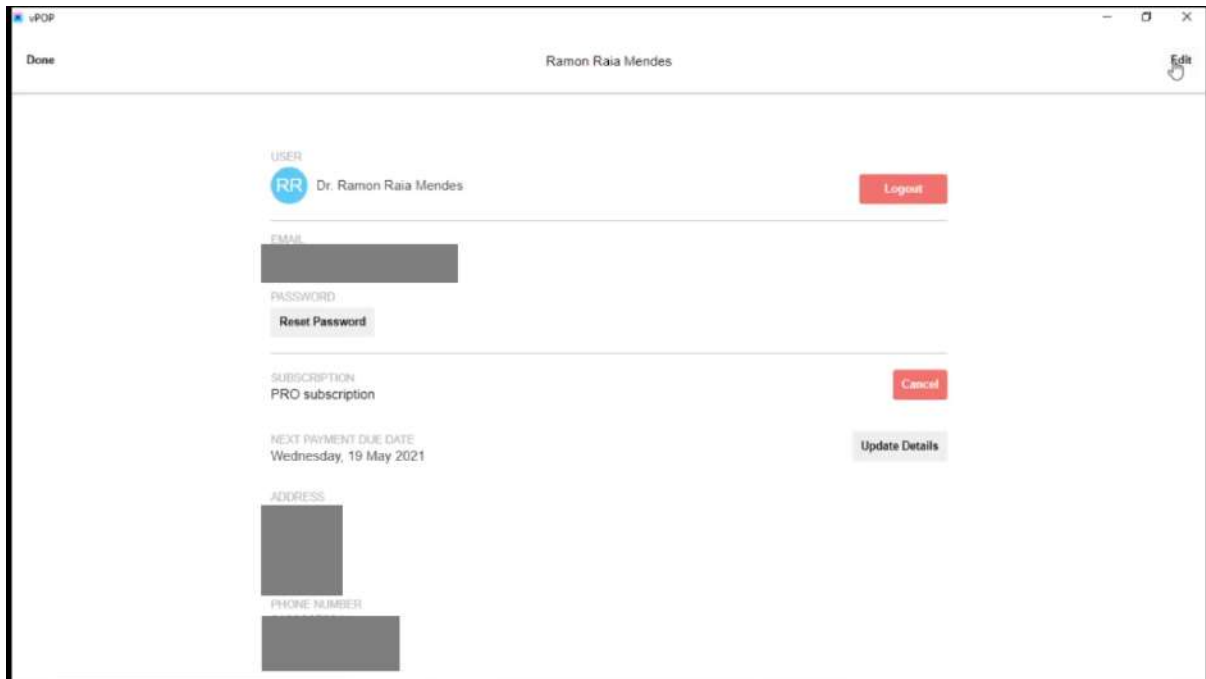 vPOP
Done
Ramon Raia Mendes
Edit
USER
RR
Dr. Ramon Raia Mendes
Logout
EMAIL
PASSWORD
Reset Password
SUBSCRIPTION
PRO subscription
Cancel
NEXT PAYMENT DUE DATE
Wednesday, 19 May 2021
Update Details
ADDRESS
PHONE NUMBER